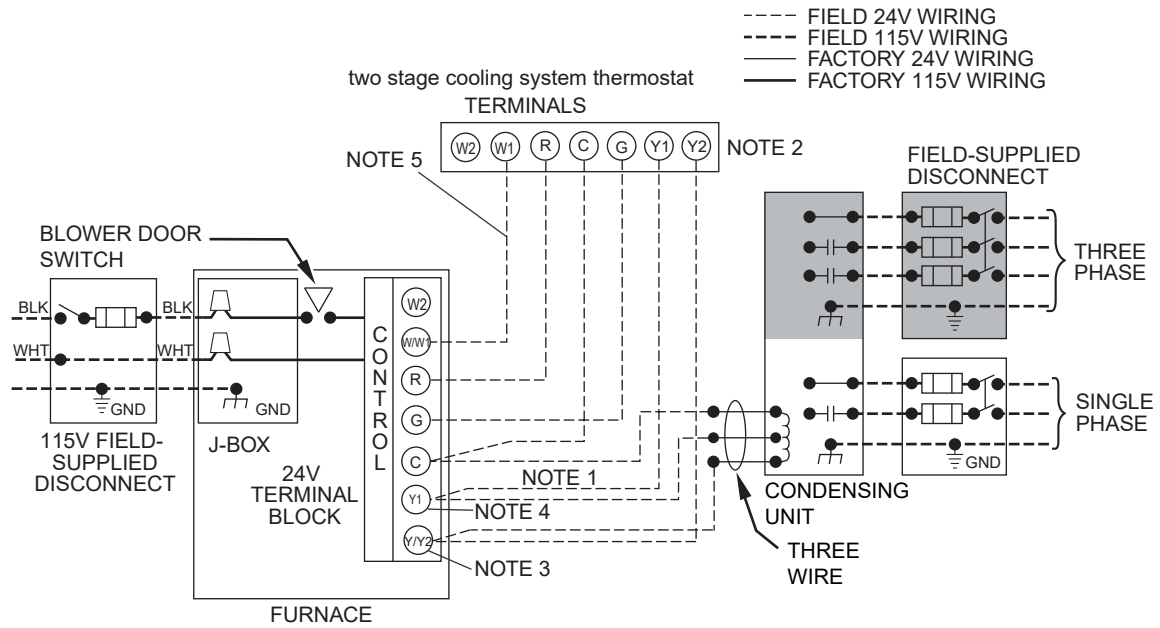 FIELD 24V WIRING
FIELD 115V WIRING
FACTORY 24V WIRING
FACTORY 115V WIRING
two stage cooling system thermostat
TERMINALS
W2 W1 R C G Y1 Y2
NOTE 2
NOTE 5
FIELD-SUPPLIED
DISCONNECT
THREE
PHASE
BLOWER DOOR
SWITCH
BLK
BLK
WHT
WHT
GND
GND
115V FIELD-
SUPPLIED
DISCONNECT
J-BOX
24V
TERMINAL
BLOCK
CONTROL
W2
W/W1
R
G
C
Y1
Y/Y2
NOTE 1
NOTE 4
NOTE 3
FURNACE
CONDENSING
UNIT
THREE
WIRE
SINGLE
PHASE
GND